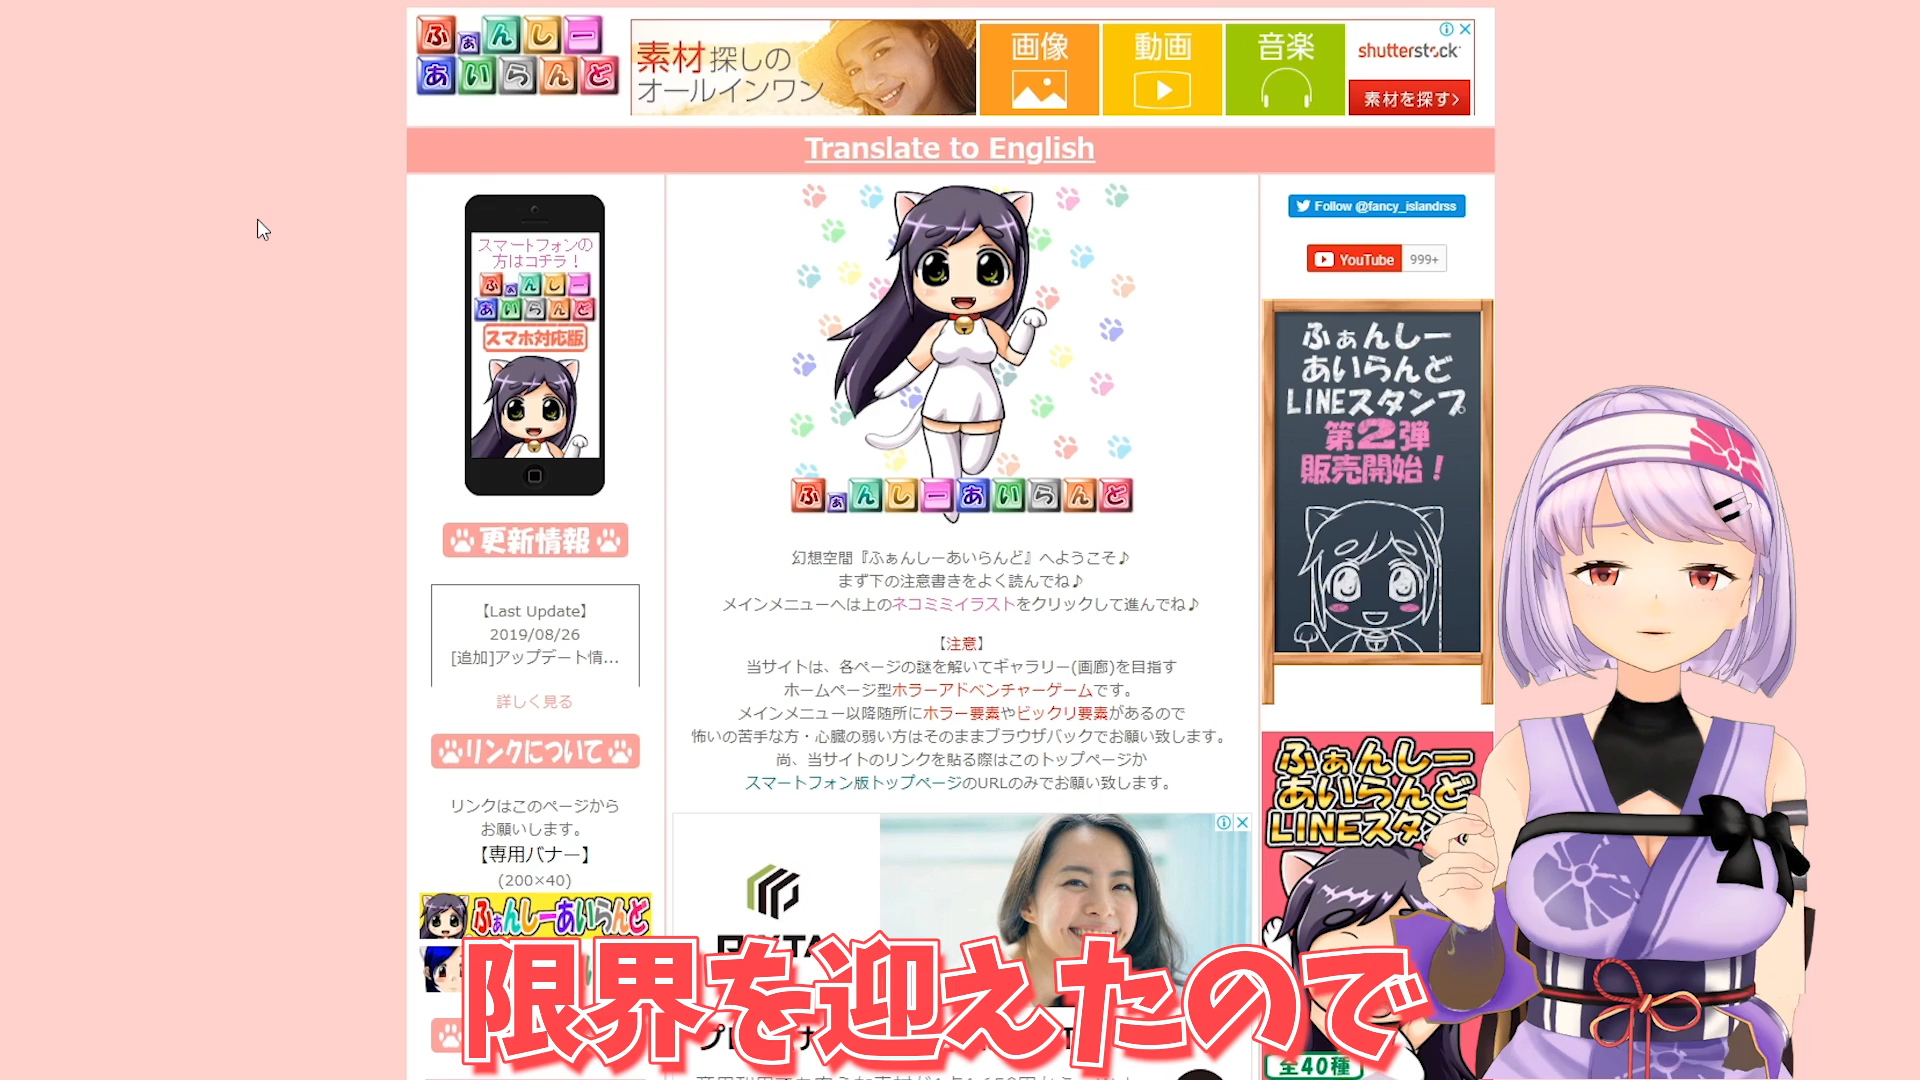 ふぁんしー
あいらんど
素材探しの
オールインワン
画像
動画
音楽
shutterstock
素材を探す>
Translate to English
スマートフォンの
方はコチラ！
ふぁんしー
あいらんど
スマホ対応版
更新情報
【Last Update】
2019/08/26
[追加]アップデート情...
詳しく見る
リンクについて
リンクはこのページから
お願いします。
【専用バナー】
(200×40)
ふぁんしーあいらんど
ふぁんしーあいらんど
幻想空間『ふぁんしーあいらんど』へようこそ♪
まず下の注意書きをよく読んでね♪
メインメニューへは上のネコミミイラストをクリックして進んでね♪
【注意】
当サイトは、各ページの謎を解いてギャラリー(画廊)を目指す
ホームページ型ホラーアドベンチャーゲームです。
メインメニュー以降随所にホラー要素やビックリ要素があるので
怖いの苦手な方・心臓の弱い方はそのままブラウザバックでお願い致します。
尚、当サイトのリンクを貼る際はこのトップページか
スマートフォン版トップページのURLのみでお願い致します。
Follow @fancy_islandrss
YouTube 999+
ふぁんしー
あいらんど
LINEスタンプ
第2弾
販売開始！
ふぁんしー
あいらんど
LINEスタン
全40種
限界を迎えたので